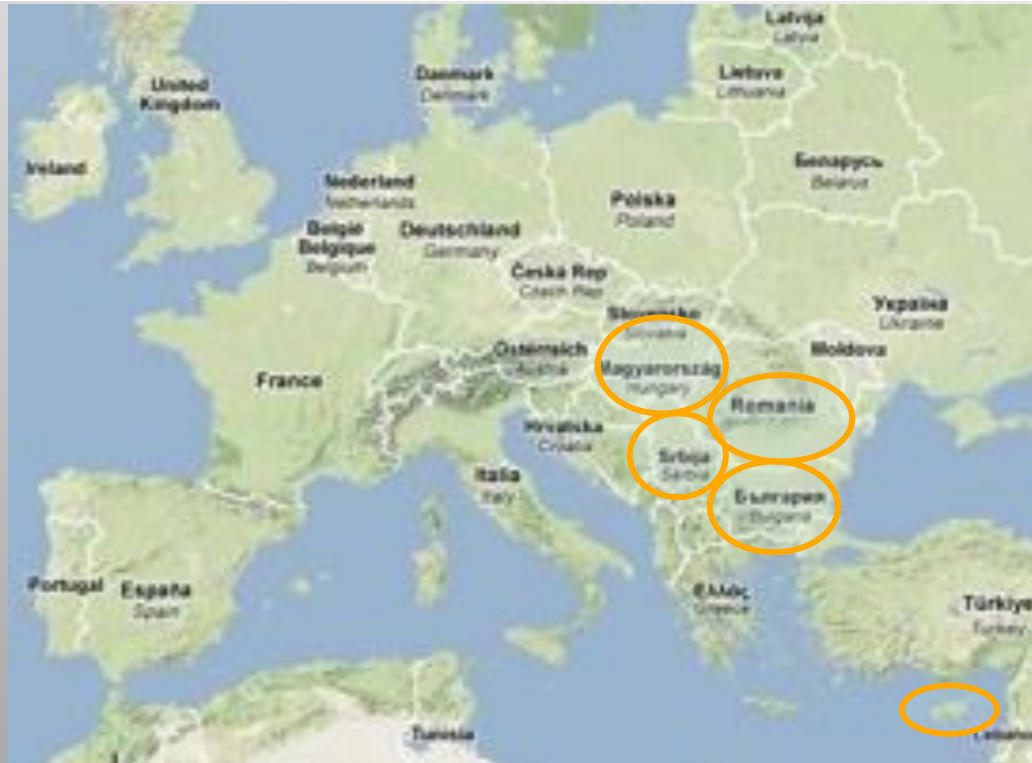 Latvija
Latvia
Danmark
Denmark
Lietuva
Lithuania
United
Kingdom
Ireland
Беларусь
Belarus
Nederland
Netherlands
Polska
Poland
België
Belgique
Belgium
Deutschland
Germany
Česká Rep
Czech Rep
Україна
Ukraine
Slovensko
Slovakia
Moldova
Österreich
Austria
Magyarország
Hungary
France
Romania
Hrvatska
Croatia
Srbija
Serbia
Italia
Italy
България
Bulgaria
Portugal
España
Spain
Ελλάς
Greece
Türkiye
Turkey
Tunisia
Lebanon